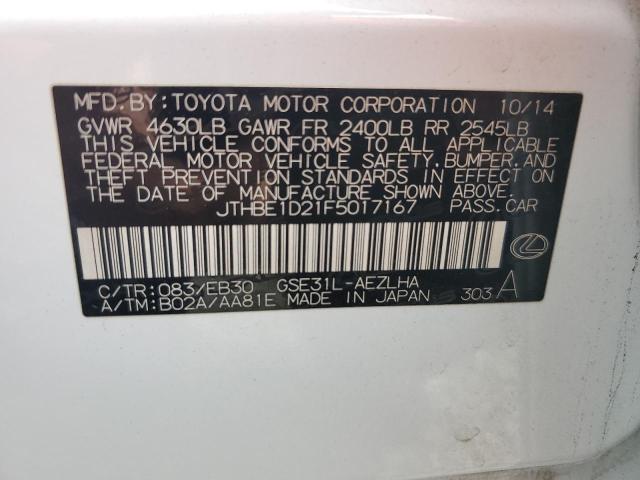 MFD. BY: TOYOTA MOTOR CORPORATION 10/14
GVWR 4630LB GAWR FR 2400LB RR 2545LB
THIS VEHICLE CONFORMS TO ALL APPLICABLE
FEDERAL MOTOR VEHICLE SAFETY, BUMPER, AND
THEFT PREVENTION STANDARDS IN EFFECT ON
THE DATE OF MANUFACTURE SHOWN ABOVE.
JTHBE1D21F5017167 PASS. CAR
C/TR: 083/EB30 GSE31L-AEZLHA
A/TM: B02A/AA81E MADE IN JAPAN 303 A